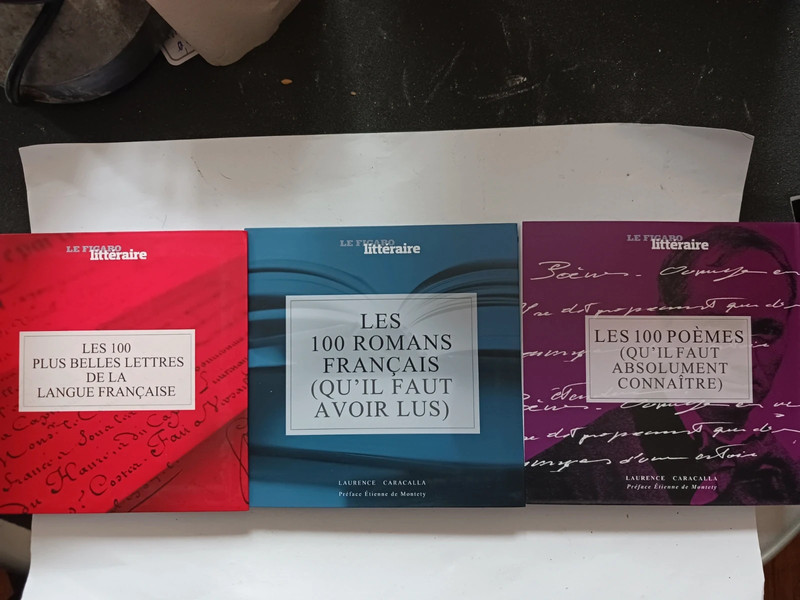 LE FIGARO
littéraire
LES 100
PLUS BELLES LETTRES
DE LA
LANGUE FRANÇAISE
LE FIGARO
littéraire
LES
100 ROMANS
FRANÇAIS
(QU'IL FAUT
AVOIR LUS)
LAURENCE CARACALLA
Préface Étienne de Montety
LE FIGARO
littéraire
LES 100 POÈMES
(QU'IL FAUT
ABSOLUMENT
CONNAÎTRE)
LAURENCE CARACALLA
Préface Étienne de Montety